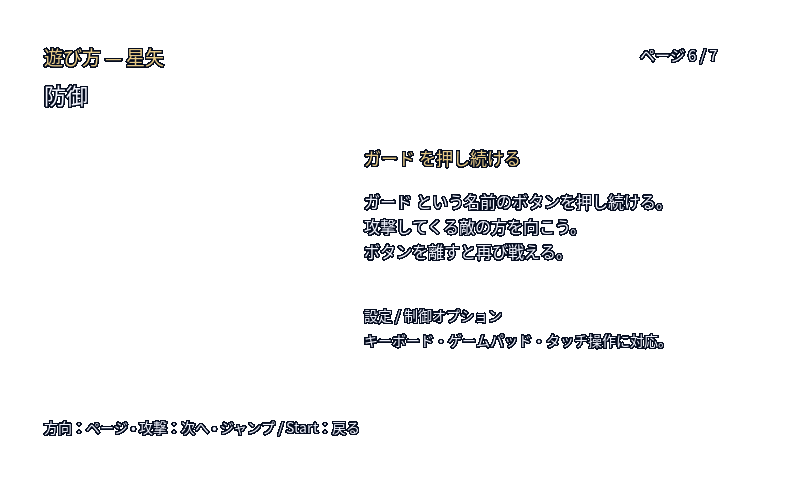 遊び方 — 星矢
ページ 6 / 7
防御
ガード を押し続ける
ガード という名前のボタンを押し続ける。
攻撃してくる敵の方を向こう。
ボタンを離すと再び戦える。
設定 / 制御オプション
キーボード・ゲームパッド・タッチ操作に対応。
方向：ページ・攻撃：次へ・ジャンプ / Start：戻る